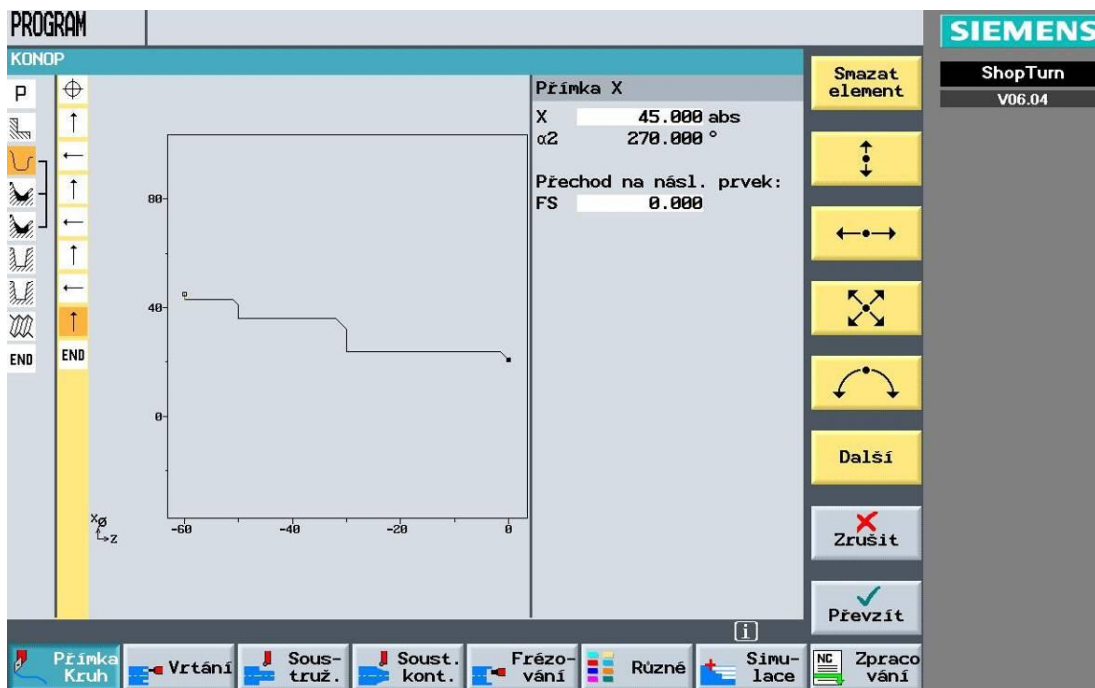 PROGRAM
SIEMENS
ShopTurn
V06.04
KONOP
P
END
END
80
40
0
-60
-40
-20
0
XØ
Z
Přímka X
X 45.000 abs
α2 270.000 °
Přechod na násl. prvek:
FS 0.000
Smazat
element
Další
Zrušit
Převzít
i
Přímka
Kruh
Vrtání
Sous-
truž.
Soust.
kont.
Frézo-
vání
Různé
Simu-
lace
NC
Zpraco
vání